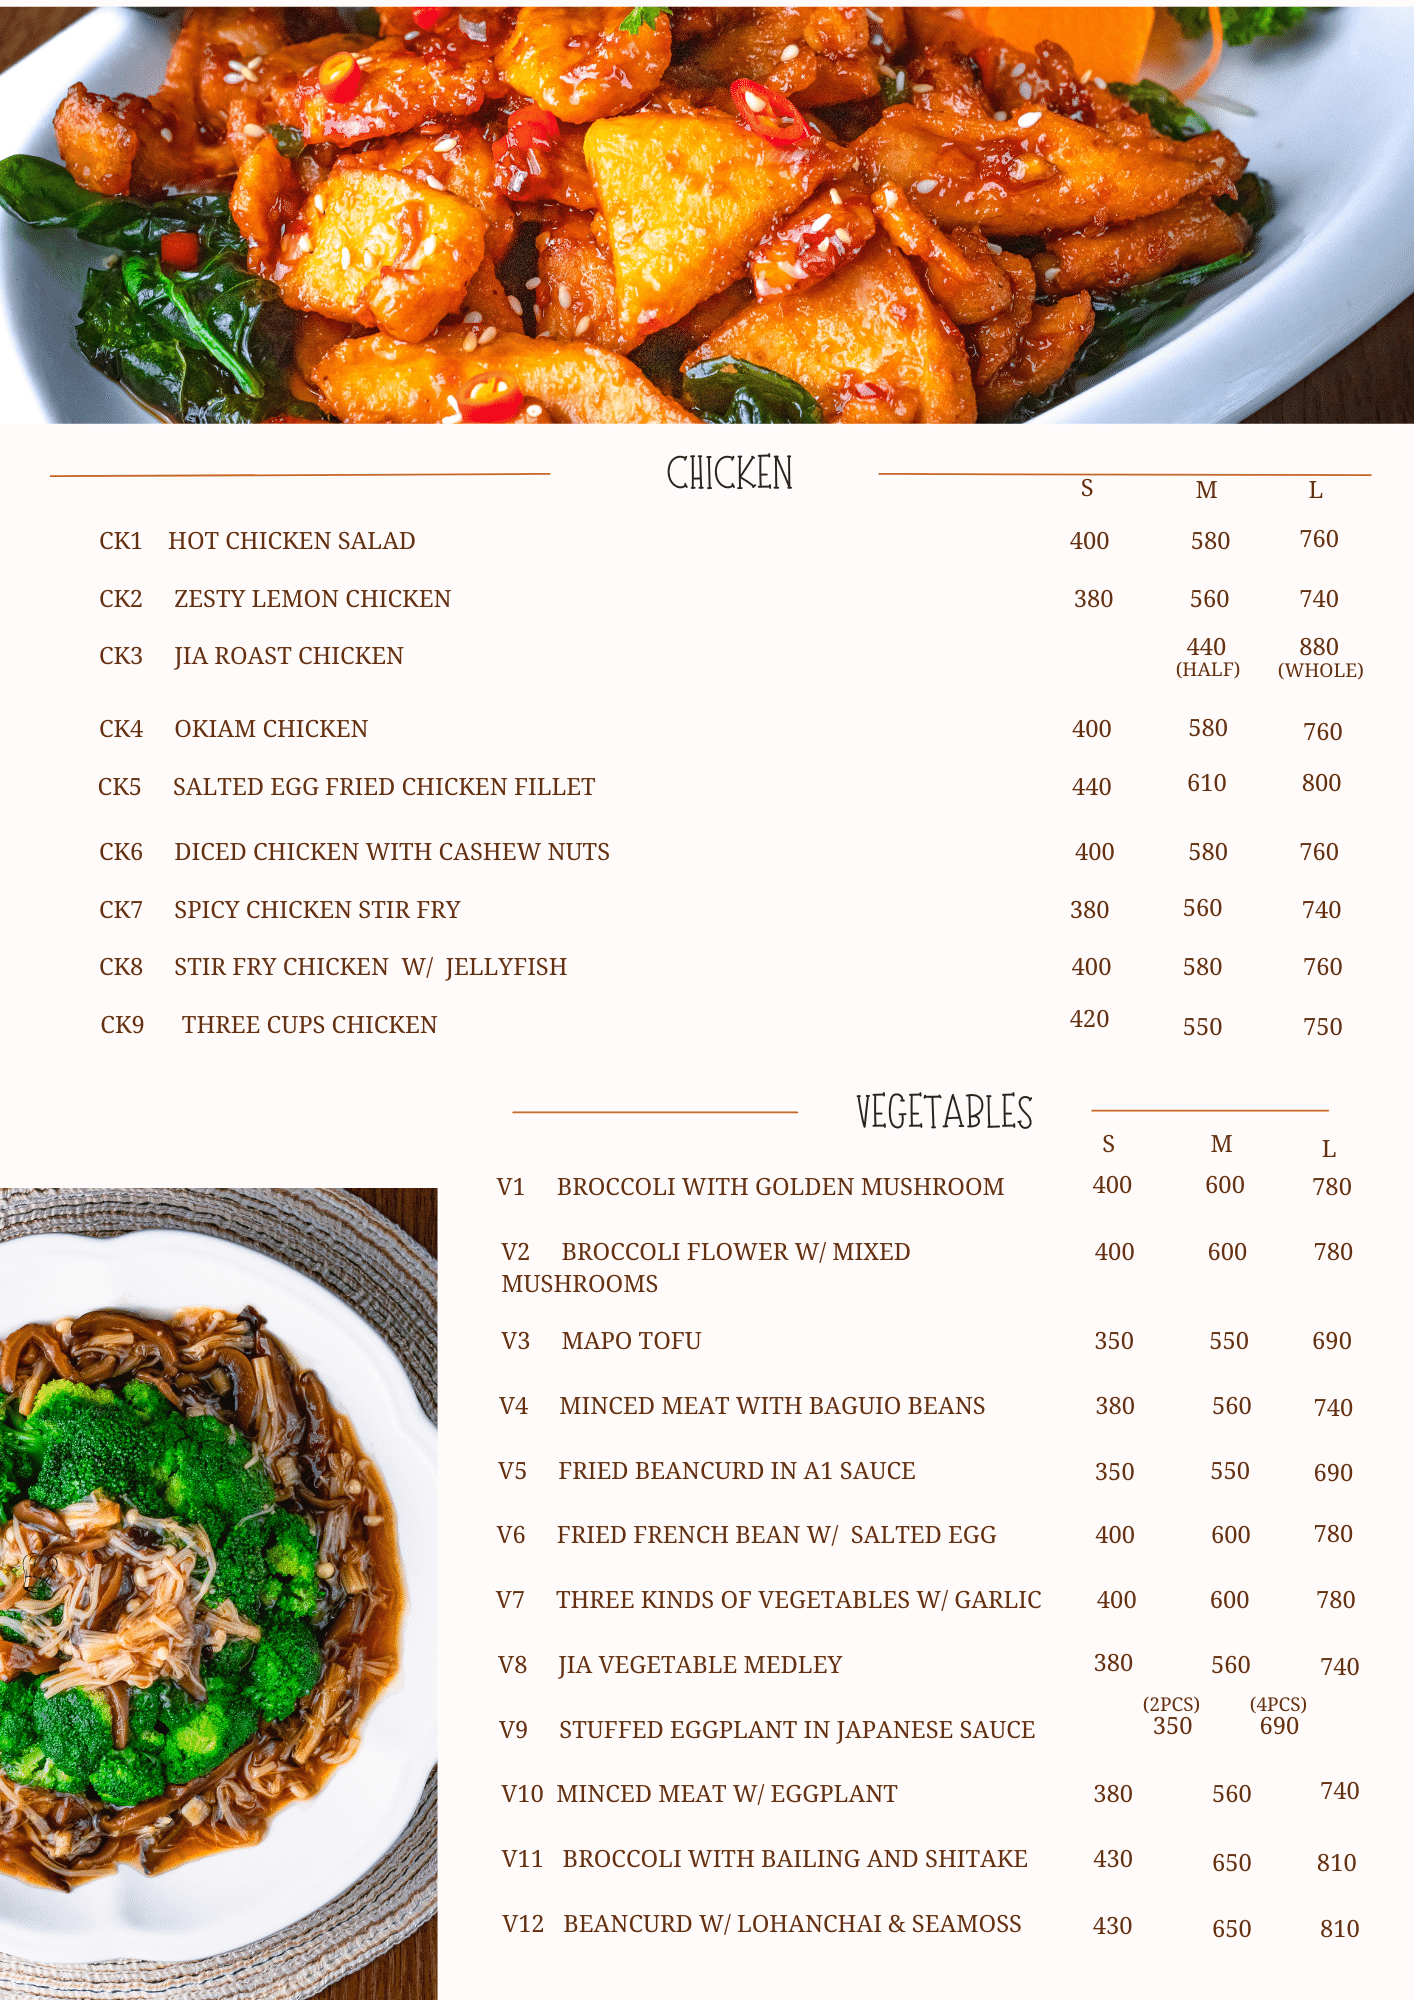 CHICKEN
S M L
CK1 HOT CHICKEN SALAD 400 580 760
CK2 ZESTY LEMON CHICKEN 380 560 740
CK3 JIA ROAST CHICKEN 440 880
(HALF) (WHOLE)
CK4 OKIAM CHICKEN 400 580 760
CK5 SALTED EGG FRIED CHICKEN FILLET 440 610 800
CK6 DICED CHICKEN WITH CASHEW NUTS 400 580 760
CK7 SPICY CHICKEN STIR FRY 380 560 740
CK8 STIR FRY CHICKEN W/ JELLYFISH 400 580 760
CK9 THREE CUPS CHICKEN 420 550 750
VEGETABLES
S M L
V1 BROCCOLI WITH GOLDEN MUSHROOM 400 600 780
V2 BROCCOLI FLOWER W/ MIXED 400 600 780
MUSHROOMS
V3 MAPO TOFU 350 550 690
V4 MINCED MEAT WITH BAGUIO BEANS 380 560 740
V5 FRIED BEANCURD IN A1 SAUCE 350 550 690
V6 FRIED FRENCH BEAN W/ SALTED EGG 400 600 780
V7 THREE KINDS OF VEGETABLES W/ GARLIC 400 600 780
V8 JIA VEGETABLE MEDLEY 380 560 740
(2PCS) (4PCS)
V9 STUFFED EGGPLANT IN JAPANESE SAUCE 350 690
V10 MINCED MEAT W/ EGGPLANT 380 560 740
V11 BROCCOLI WITH BAILING AND SHITAKE 430 650 810
V12 BEANCURD W/ LOHANCHAI & SEAMOSS 430 650 810